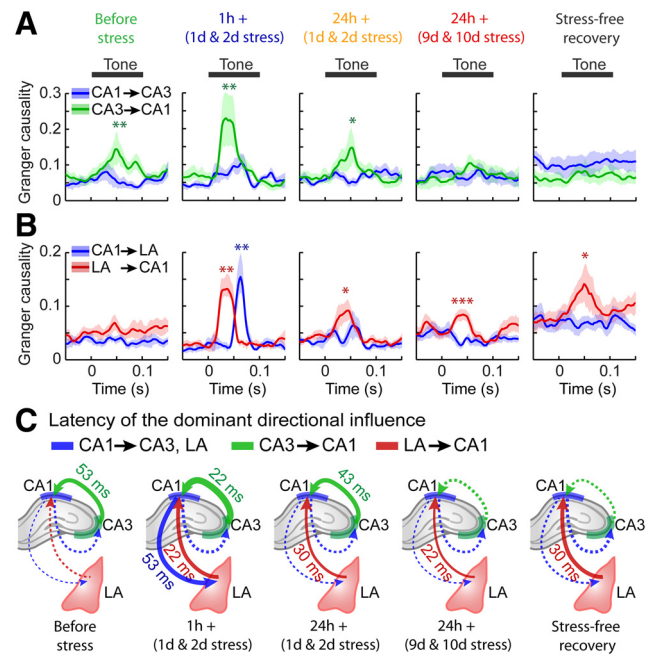 A
Before
stress
1h +
(1d & 2d stress)
24h +
(1d & 2d stress)
24h +
(9d & 10d stress)
Stress-free
recovery
Tone Tone Tone Tone Tone
Granger causality
0.3
0.2
0.1
0
CA1→CA3
CA3→CA1
** ** *
B
Granger causality
0.2
0.1
0
CA1→LA
LA →CA1
** ** * *** *
0 0.1 0 0.1 0 0.1 0 0.1 0 0.1
Time (s) Time (s) Time (s) Time (s) Time (s)
C Latency of the dominant directional influence
CA1→CA3, LA CA3→CA1 LA→CA1
CA1
53 ms
CA3
LA
Before
stress
CA1
22 ms
CA3
22 ms
53 ms
LA
1h +
(1d & 2d stress)
CA1
43 ms
CA3
30 ms
LA
24h +
(1d & 2d stress)
CA1
CA3
22 ms
LA
24h +
(9d & 10d stress)
CA1
CA3
30 ms
LA
Stress-free
recovery